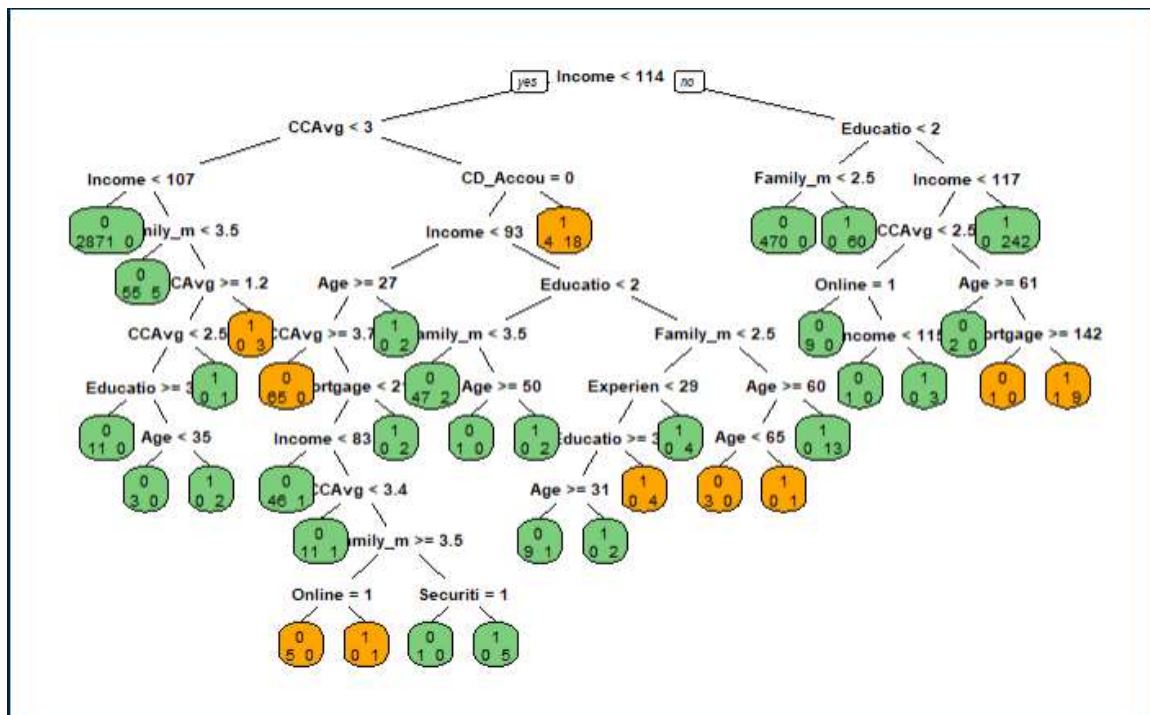 yes Income < 114 no
CCAvg < 3 Educatio < 2
Income < 107 CD_Accou = 0 Family_m < 2.5 Income < 117
0 mily_m < 3.5 Income < 93 1 0 1 CCAvg < 2.5 1
2871 0 4 18 470 0 0 60 0 242
0 CAvg >= 1.2 Age >= 27 Educatio < 2 Online = 1 Age >= 61
55 5
CCAvg < 2.5 1 CCAvg >= 3.7 1 amily_m < 3.5 Family_m < 2.5 0 ncome < 115 0 ortgage >= 142
0 3 0 2 9 0 2 0
Educatio >= 3 1 0 ortgage < 2 0 Age >= 50 Experien < 29 Age >= 60 0 1 0 1
0 1 65 0 47 2 1 0 0 3 1 0 1 9
0 Age < 35 Income < 83 1 0 1 Educatio >= 3 1 Age < 65 1
11 0 0 2 1 0 0 2 0 4 0 13
0 1 0 CCAvg < 3.4 Age >= 31 1 0 1
3 0 0 2 46 1 0 4 3 0 0 1
0 amily_m >= 3.5 0 1
11 1 9 1 0 2
Online = 1 Securiti = 1
0 1 0 1
5 0 0 1 1 0 0 5